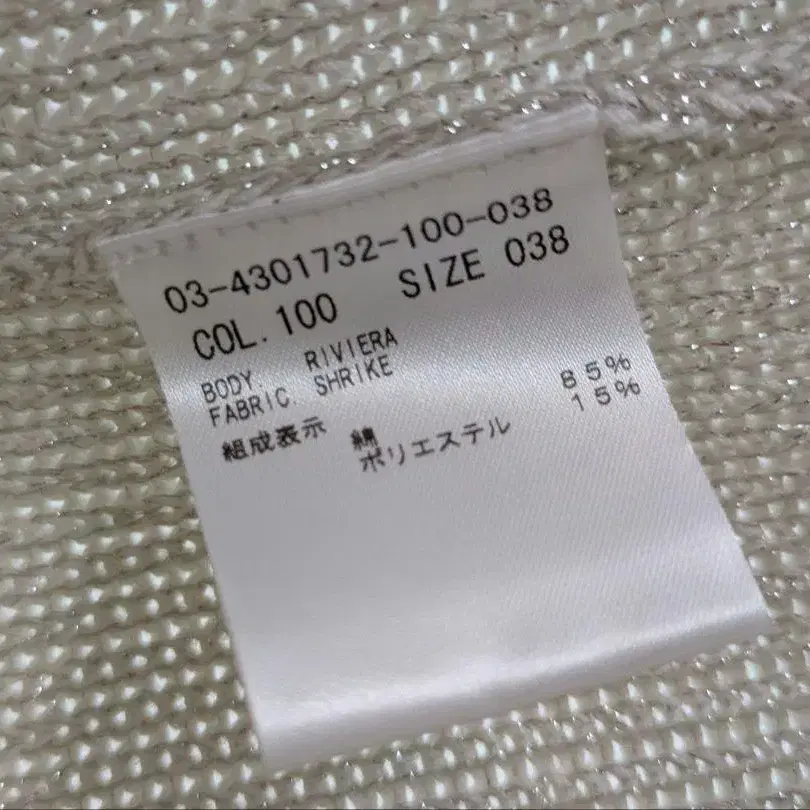 03-4301732-100-038
COL. 100 SIZE 038
BODY. RIVIERA
FABRIC. SHRIKE
組成表示 綿 85%
ポリエステル 15%